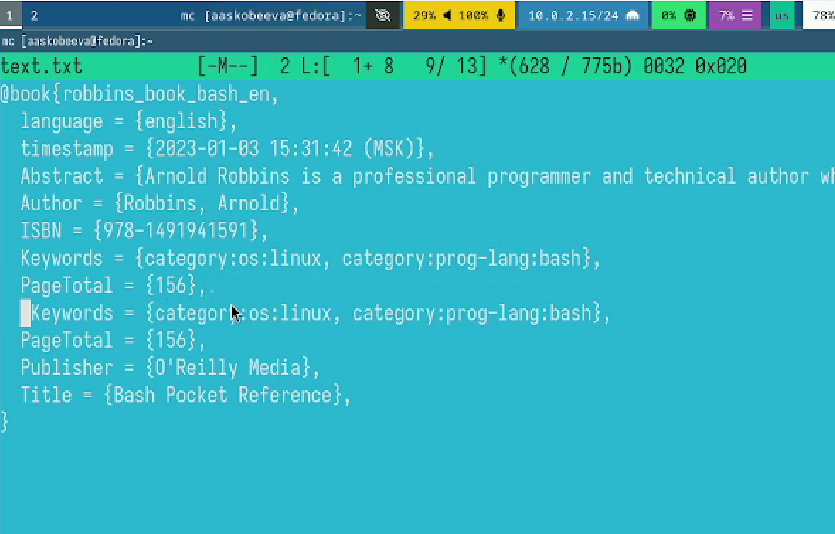 1 2 mc [aaskobeeva@fedora]:~ 29% 100% 10.0.2.15/24 0% 7% us 78%
mc [aaskobeeva@fedora]:~
text.txt [-M--] 2 L:[ 1+ 8 9/ 13] *(628 / 775b) 0032 0x020
@book{robbins_book_bash_en,
language = {english},
timestamp = {2023-01-03 15:31:42 (MSK)},
Abstract = {Arnold Robbins is a professional programmer and technical author wh
Author = {Robbins, Arnold},
ISBN = {978-1491941591},
Keywords = {category:os:linux, category:prog-lang:bash},
PageTotal = {156},
Keywords = {category:os:linux, category:prog-lang:bash},
PageTotal = {156},
Publisher = {O'Reilly Media},
Title = {Bash Pocket Reference},
}